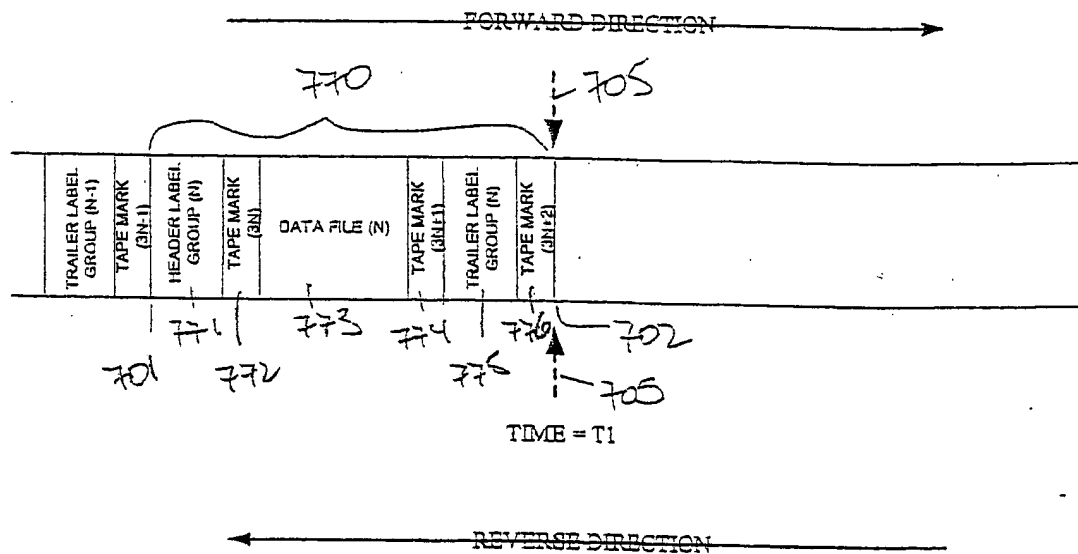 FORWARD DIRECTION
770
705
TRAILER LABEL
GROUP (N-1)
TAPE MARK
(3N-1)
HEADER LABEL
GROUP (N)
TAPE MARK
(3N)
DATA FILE (N)
TAPE MARK
(3N+1)
TRAILER LABEL
GROUP (N)
TAPE MARK
(3N+2)
771
773
774
776
702
701
772
775
705
TIME = T1
REVERSE DIRECTION